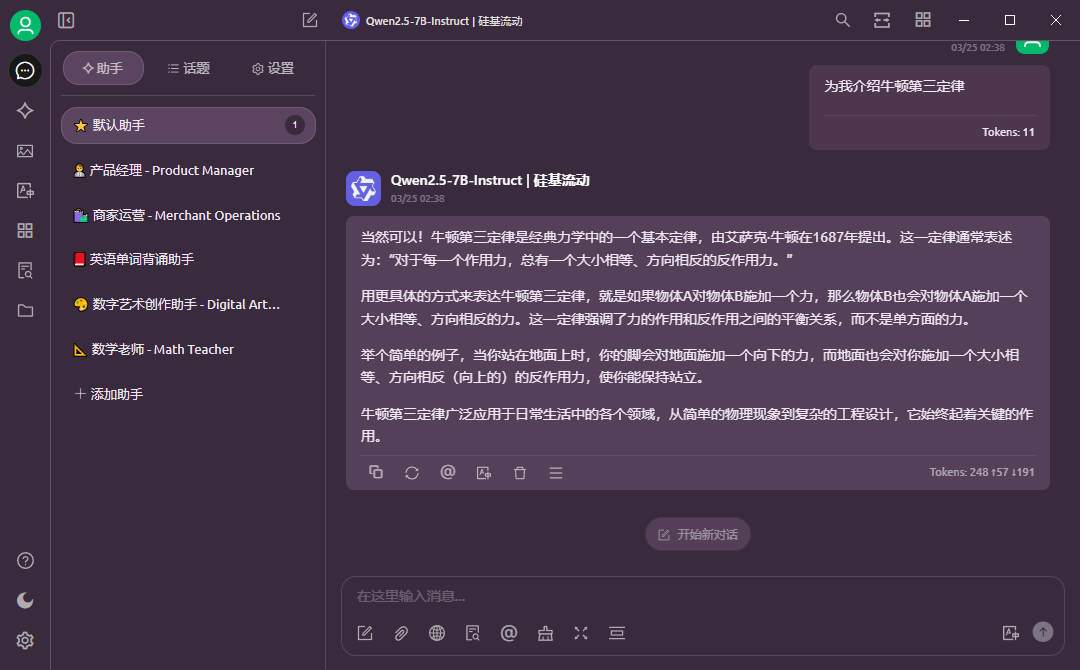 Qwen2.5-7B-Instruct | 硅基流动
助手
话题
设置
默认助手
1
产品经理 - Product Manager
商家运营 - Merchant Operations
英语单词背诵助手
数字艺术创作助手 - Digital Art...
数学老师 - Math Teacher
添加助手
03/25 02:38
为我介绍牛顿第三定律
Tokens: 11
Qwen2.5-7B-Instruct | 硅基流动
03/25 02:38
当然可以！牛顿第三定律是经典力学中的一个基本定律，由艾萨克·牛顿在1687年提出。这一定律通常表述
为：“对于每一个作用力，总有一个大小相等、方向相反的反作用力。”
用更具体的方式来表达牛顿第三定律，就是如果物体A对物体B施加一个力，那么物体B也会对物体A施加一个
大小相等、方向相反的力。这一定律强调了力的作用和反作用之间的平衡关系，而不是单方面的力。
举个简单的例子，当你站在地面上时，你的脚会对地面施加一个向下的力，而地面也会对你施加一个大小相
等、方向相反（向上的）的反作用力，使你能保持站立。
牛顿第三定律广泛应用于日常生活中的各个领域，从简单的物理现象到复杂的工程设计，它始终起着关键的作
用。
Tokens: 248 ↑57 ↓191
开始新对话
在这里输入消息...